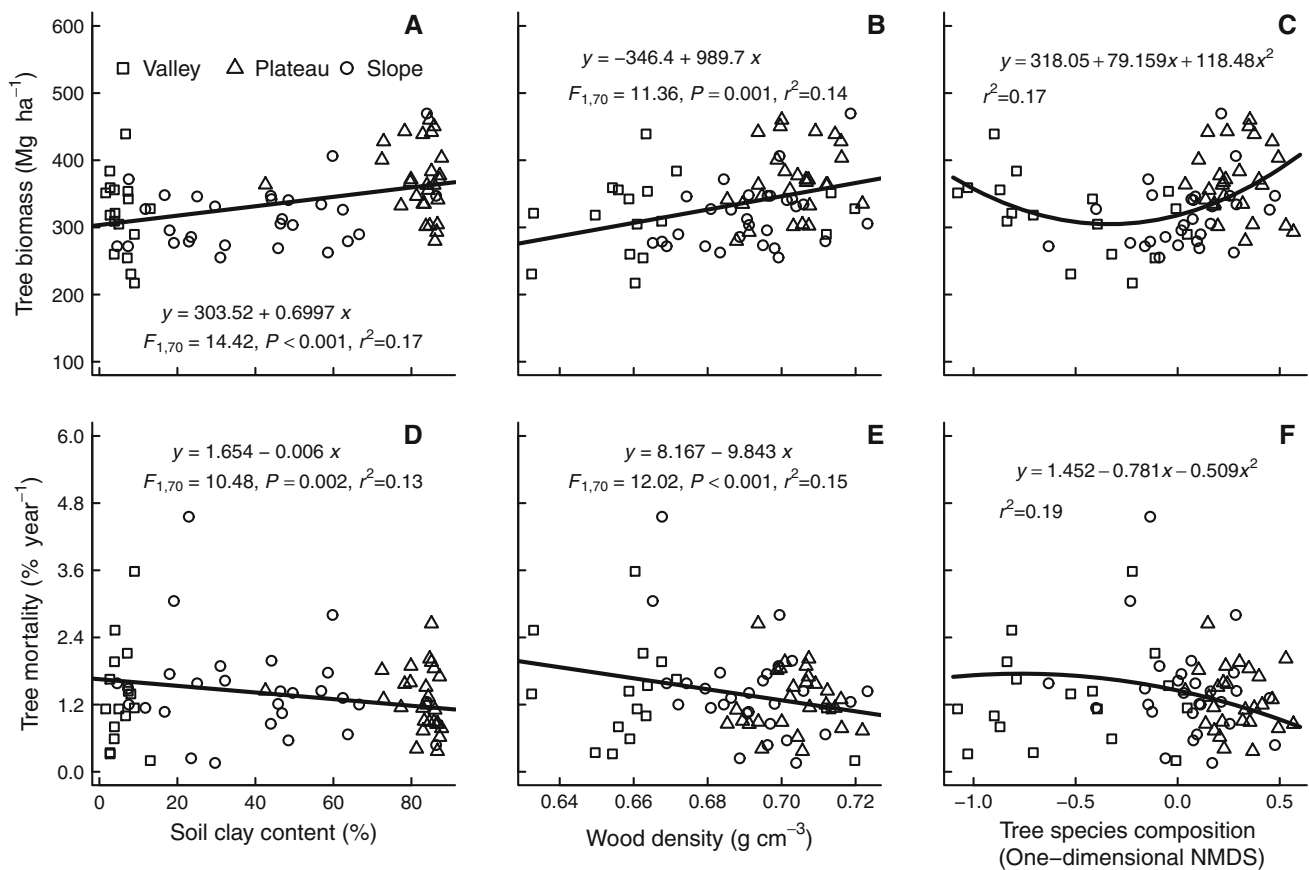 A
B
C
Valley Plateau Slope
Tree biomass (Mg ha⁻¹)
600
500
400
300
200
100
y = 303.52 + 0.6997 x
F1,70 = 14.42, P < 0.001, r²=0.17
y = −346.4 + 989.7 x
F1,70 = 11.36, P = 0.001, r²=0.14
y = 318.05 + 79.159x + 118.48x²
r²=0.17
D
E
F
Tree mortality (% year⁻¹)
6.0
4.8
3.6
2.4
1.2
0.0
y = 1.654 − 0.006 x
F1,70 = 10.48, P = 0.002, r²=0.13
y = 8.167 − 9.843 x
F1,70 = 12.02, P < 0.001, r²=0.15
y = 1.452 − 0.781x − 0.509x²
r²=0.19
0 20 40 60 80
Soil clay content (%)
0.64 0.66 0.68 0.70 0.72
Wood density (g cm⁻³)
−1.0 −0.5 0.0 0.5
Tree species composition
(One−dimensional NMDS)